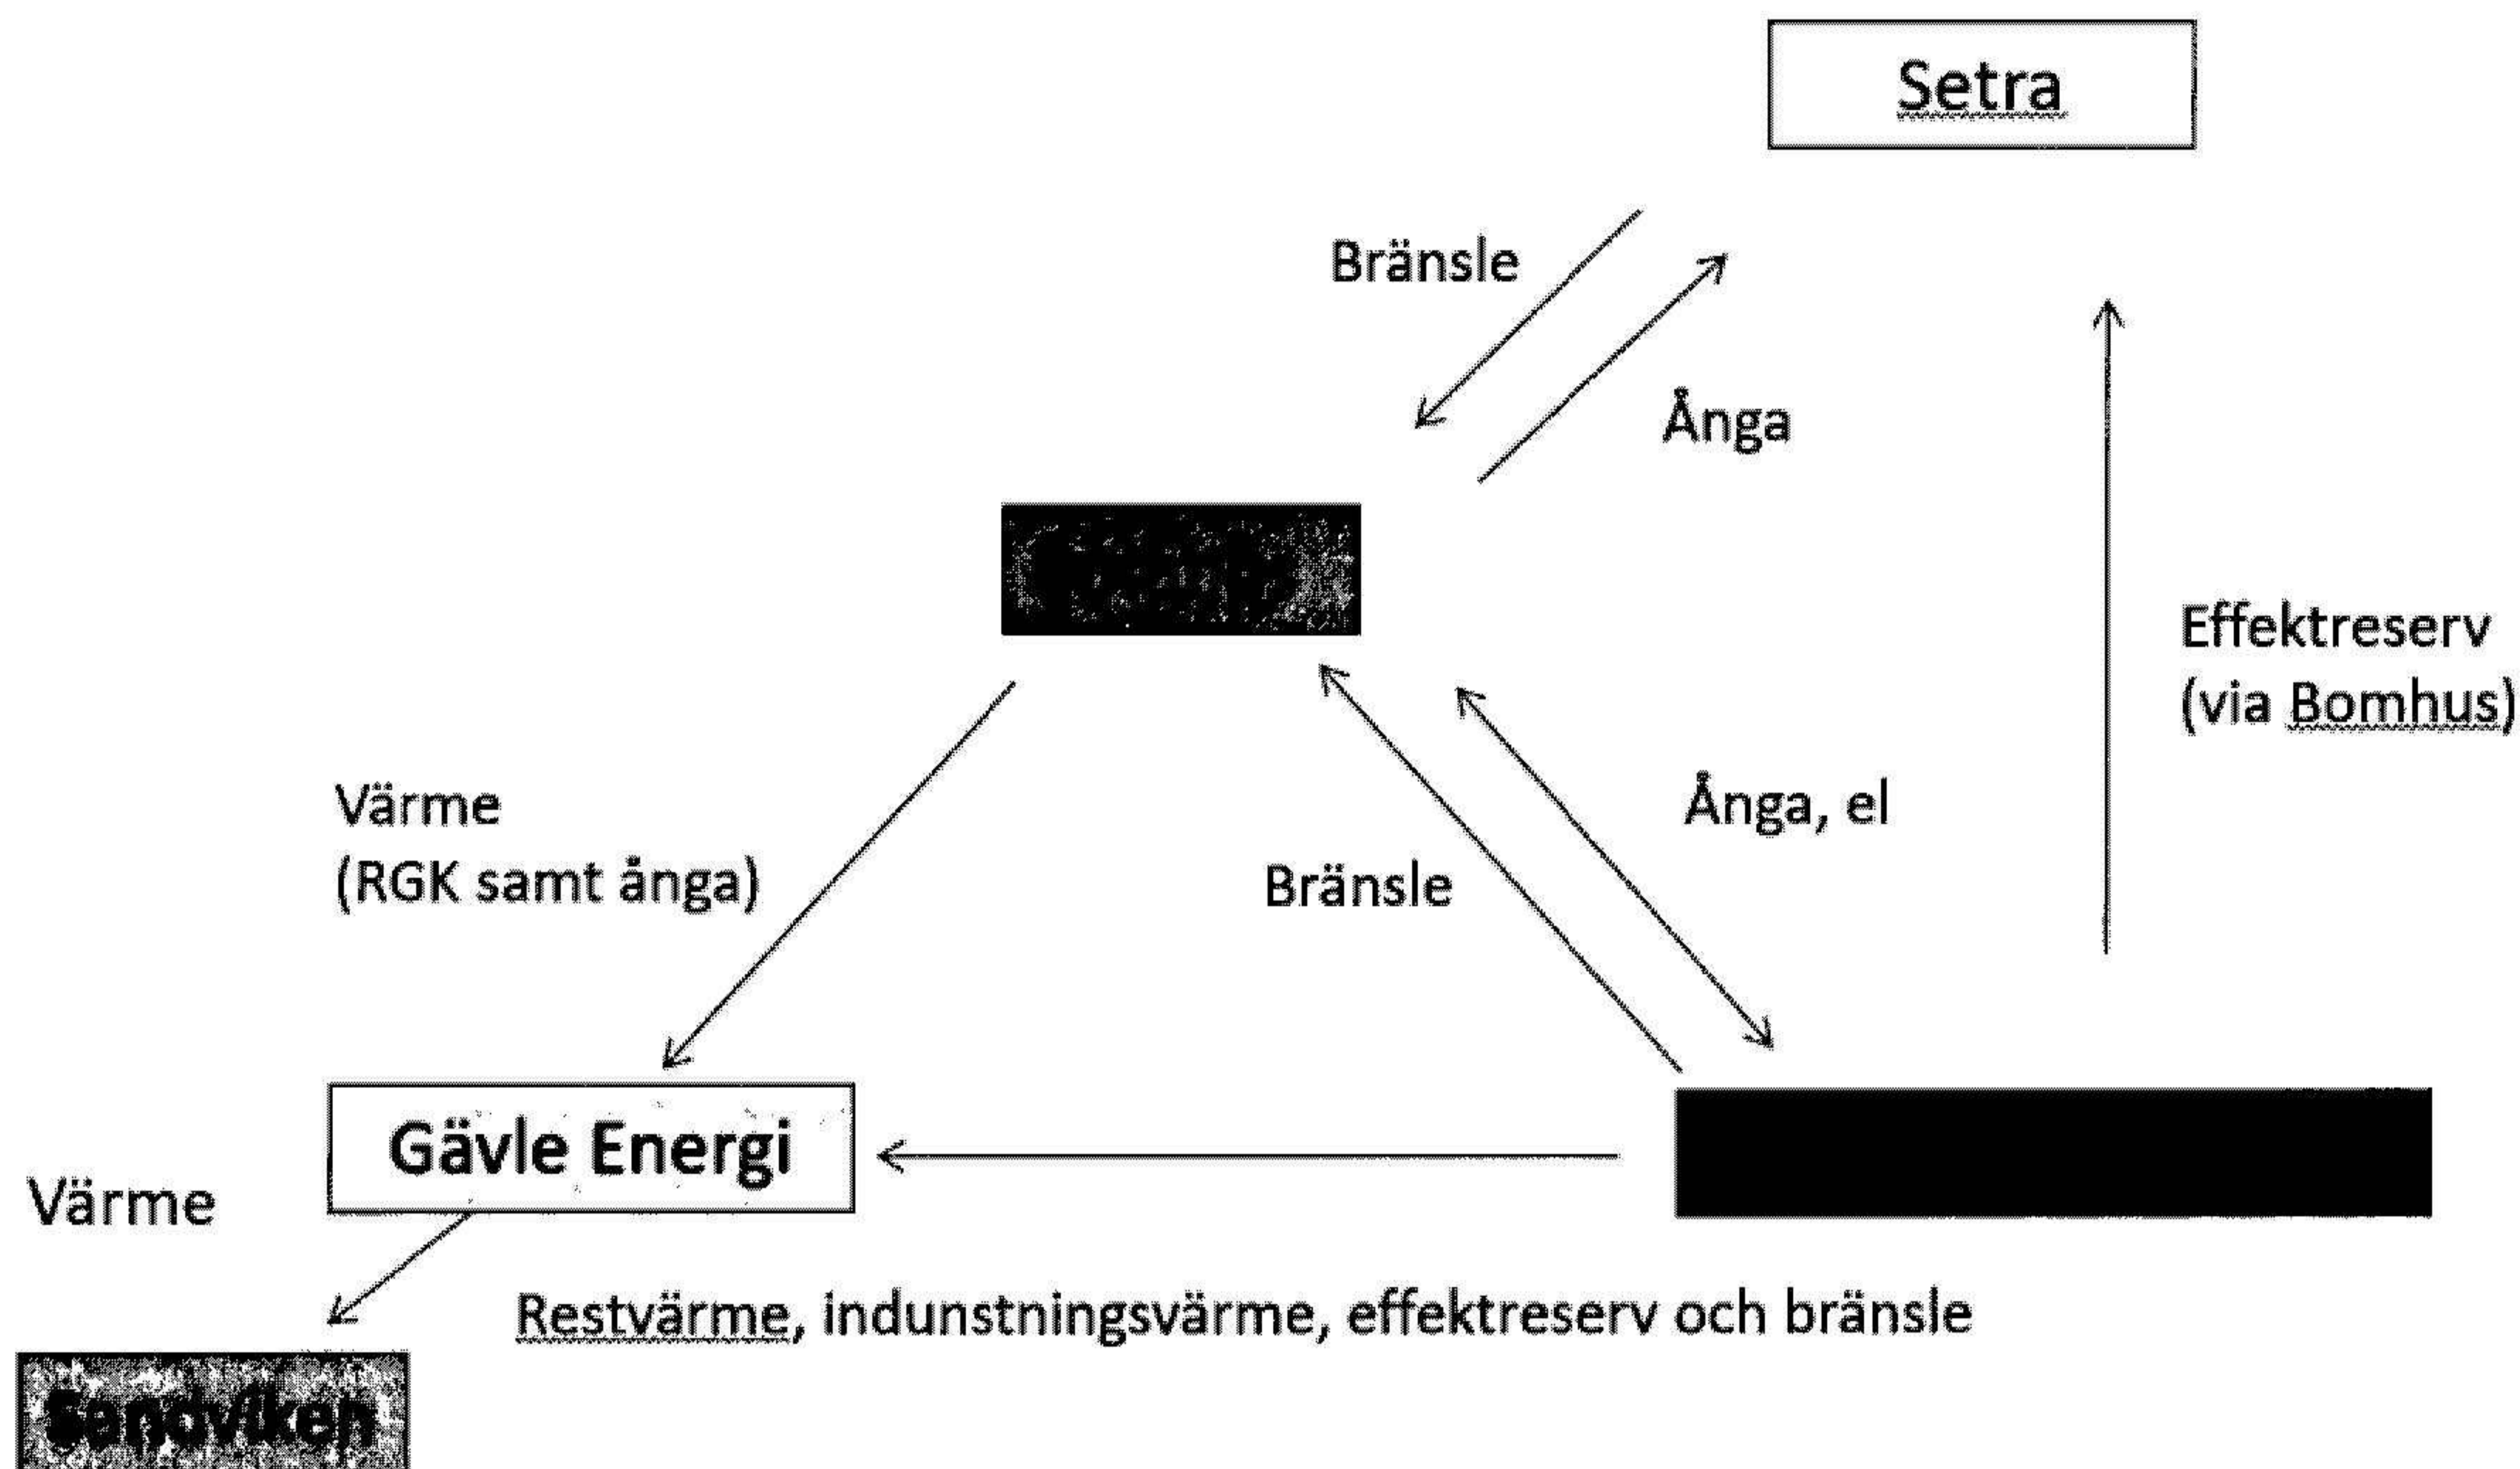 Setra
Bränsle
Ånga
Effektreserv
(via Bomhus)
Värme
(RGK samt ånga)
Ånga, el
Bränsle
Gävle Energi
Värme
Restvärme, indunstningsvärme, effektreserv och bränsle
Sandviken